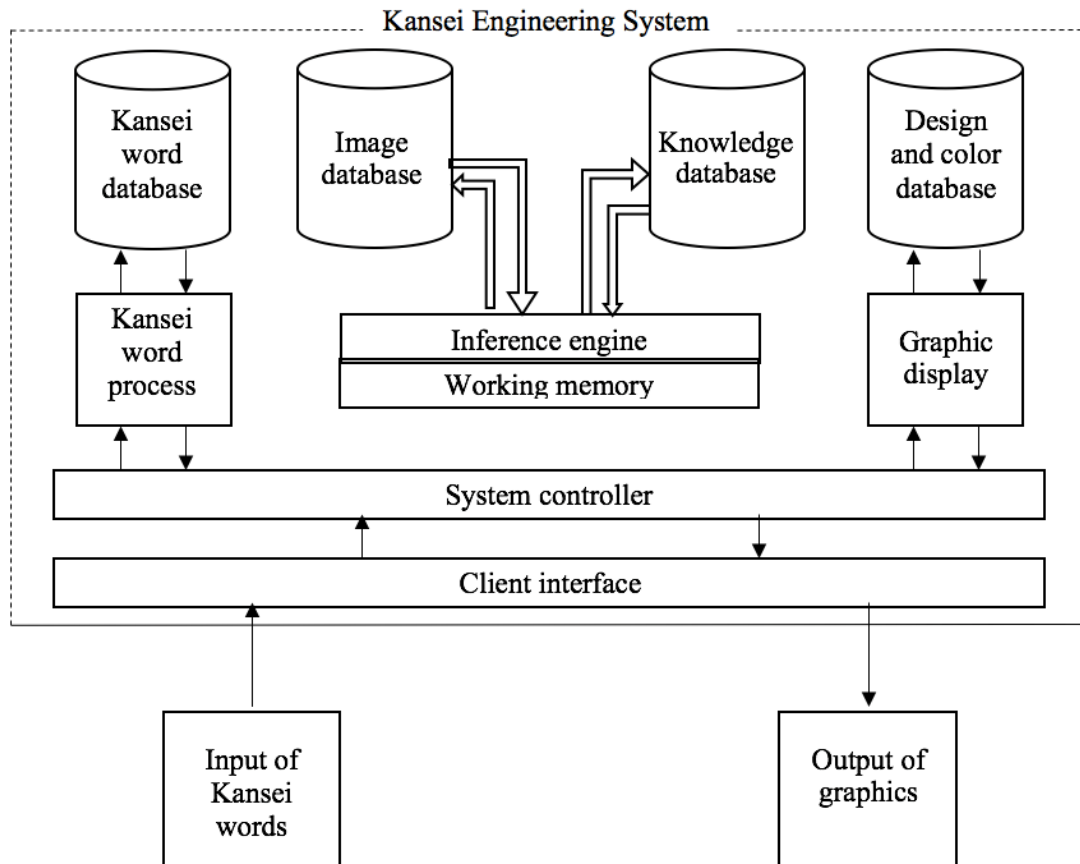 Kansei Engineering System
Kansei
word
database
Image
database
Knowledge
database
Design
and color
database
Kansei
word
process
Inference engine
Working memory
Graphic
display
System controller
Client interface
Input of
Kansei
words
Output of
graphics